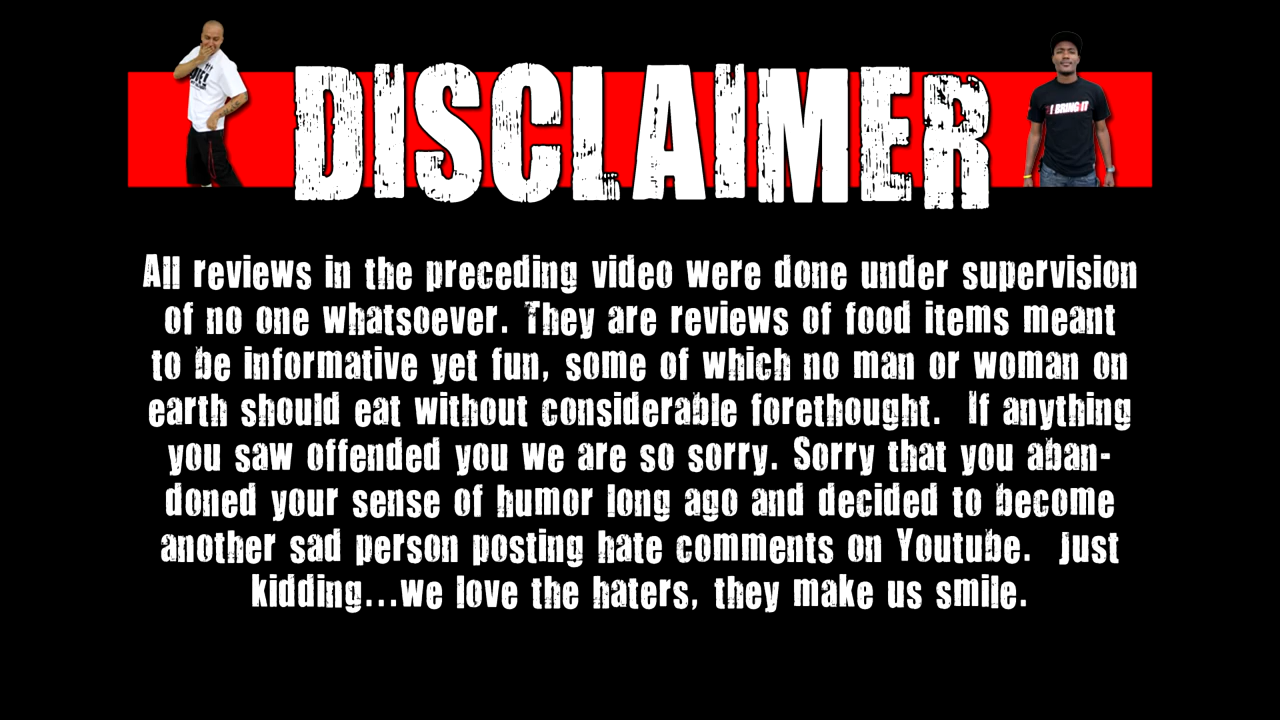 DISCLAIMER
I BRING IT
All reviews in the preceding video were done under supervision
of no one whatsoever. They are reviews of food items meant
to be informative yet fun, some of which no man or woman on
earth should eat without considerable forethought. If anything
you saw offended you we are so sorry. Sorry that you aban-
doned your sense of humor long ago and decided to become
another sad person posting hate comments on Youtube. Just
kidding...we love the haters, they make us smile.